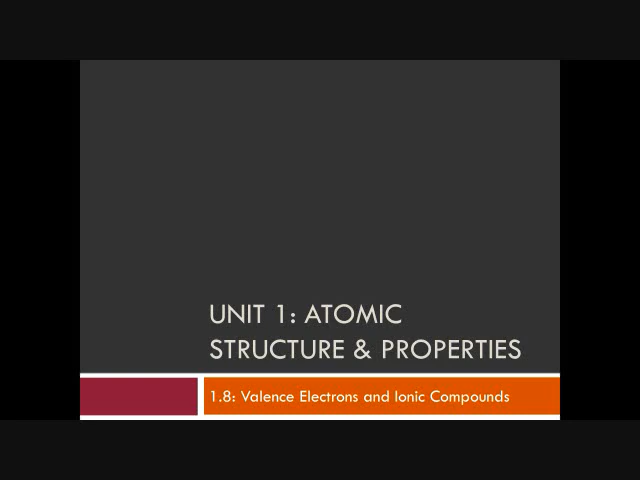 UNIT 1: ATOMIC
STRUCTURE & PROPERTIES
1.8: Valence Electrons and Ionic Compounds